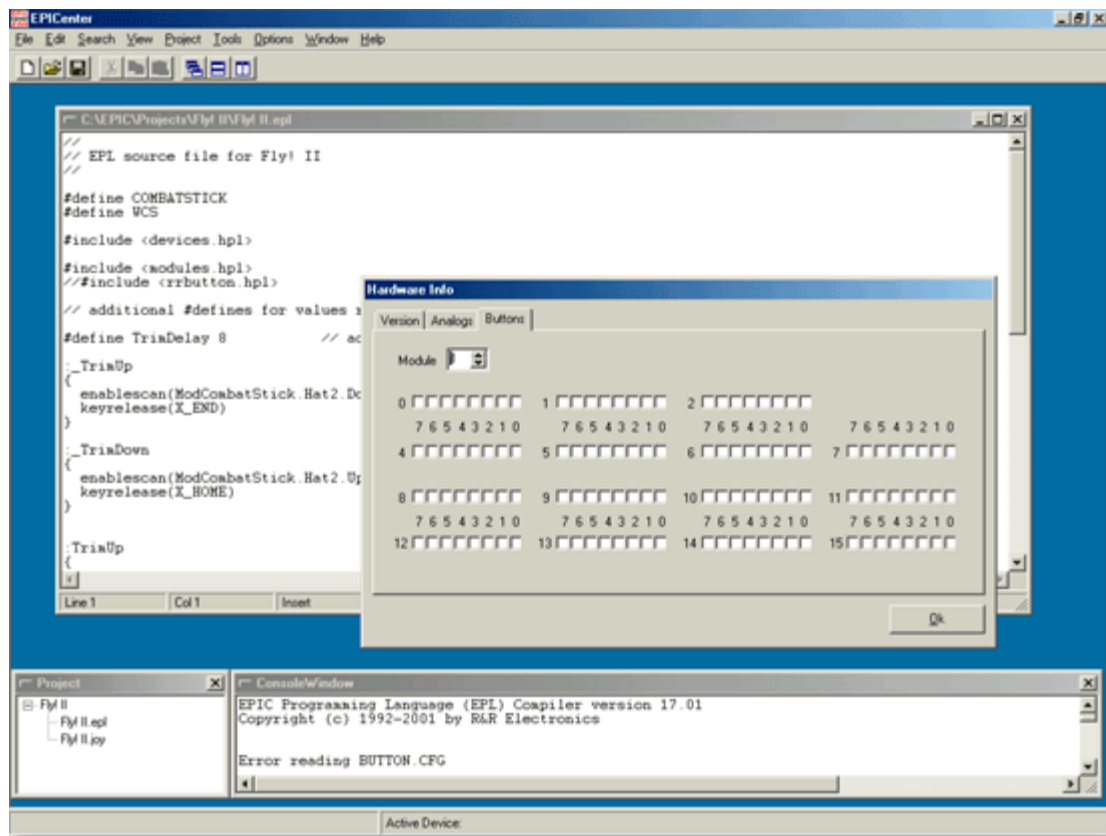 EPICenter
File Edit Search View Project Tools Options Window Help
C:\EPIC\Projects\Fly! II\Fly! II.epl
//
// EPL source file for Fly! II
//
#define COMBATSTICK
#define WCS
#include <devices.hpl>
#include <modules.hpl>
//#include <rrbutton.hpl>
// additional #defines for values
#define TrimDelay 8 // ac
:_TrimUp
{
enablescan(ModCombatStick.Hat2.Do
keyrelease(X_END)
}
:_TrimDown
{
enablescan(ModCombatStick.Hat2.Up
keyrelease(X_HOME)
}
:TrimUp
{
Line 1 Col 1 Insert
Hardware Info
Version Analogs Buttons
Module
0 1 2
7 6 5 4 3 2 1 0 7 6 5 4 3 2 1 0 7 6 5 4 3 2 1 0 7 6 5 4 3 2 1 0
4 5 6 7
8 9 10 11
7 6 5 4 3 2 1 0 7 6 5 4 3 2 1 0 7 6 5 4 3 2 1 0 7 6 5 4 3 2 1 0
12 13 14 15
Ok
Project
Fly! II
Fly! II.epl
Fly! II.joy
ConsoleWindow
EPIC Programming Language (EPL) Compiler version 17.01
Copyright (c) 1992-2001 by R&R Electronics
Error reading BUTTON.CFG
Active Device: